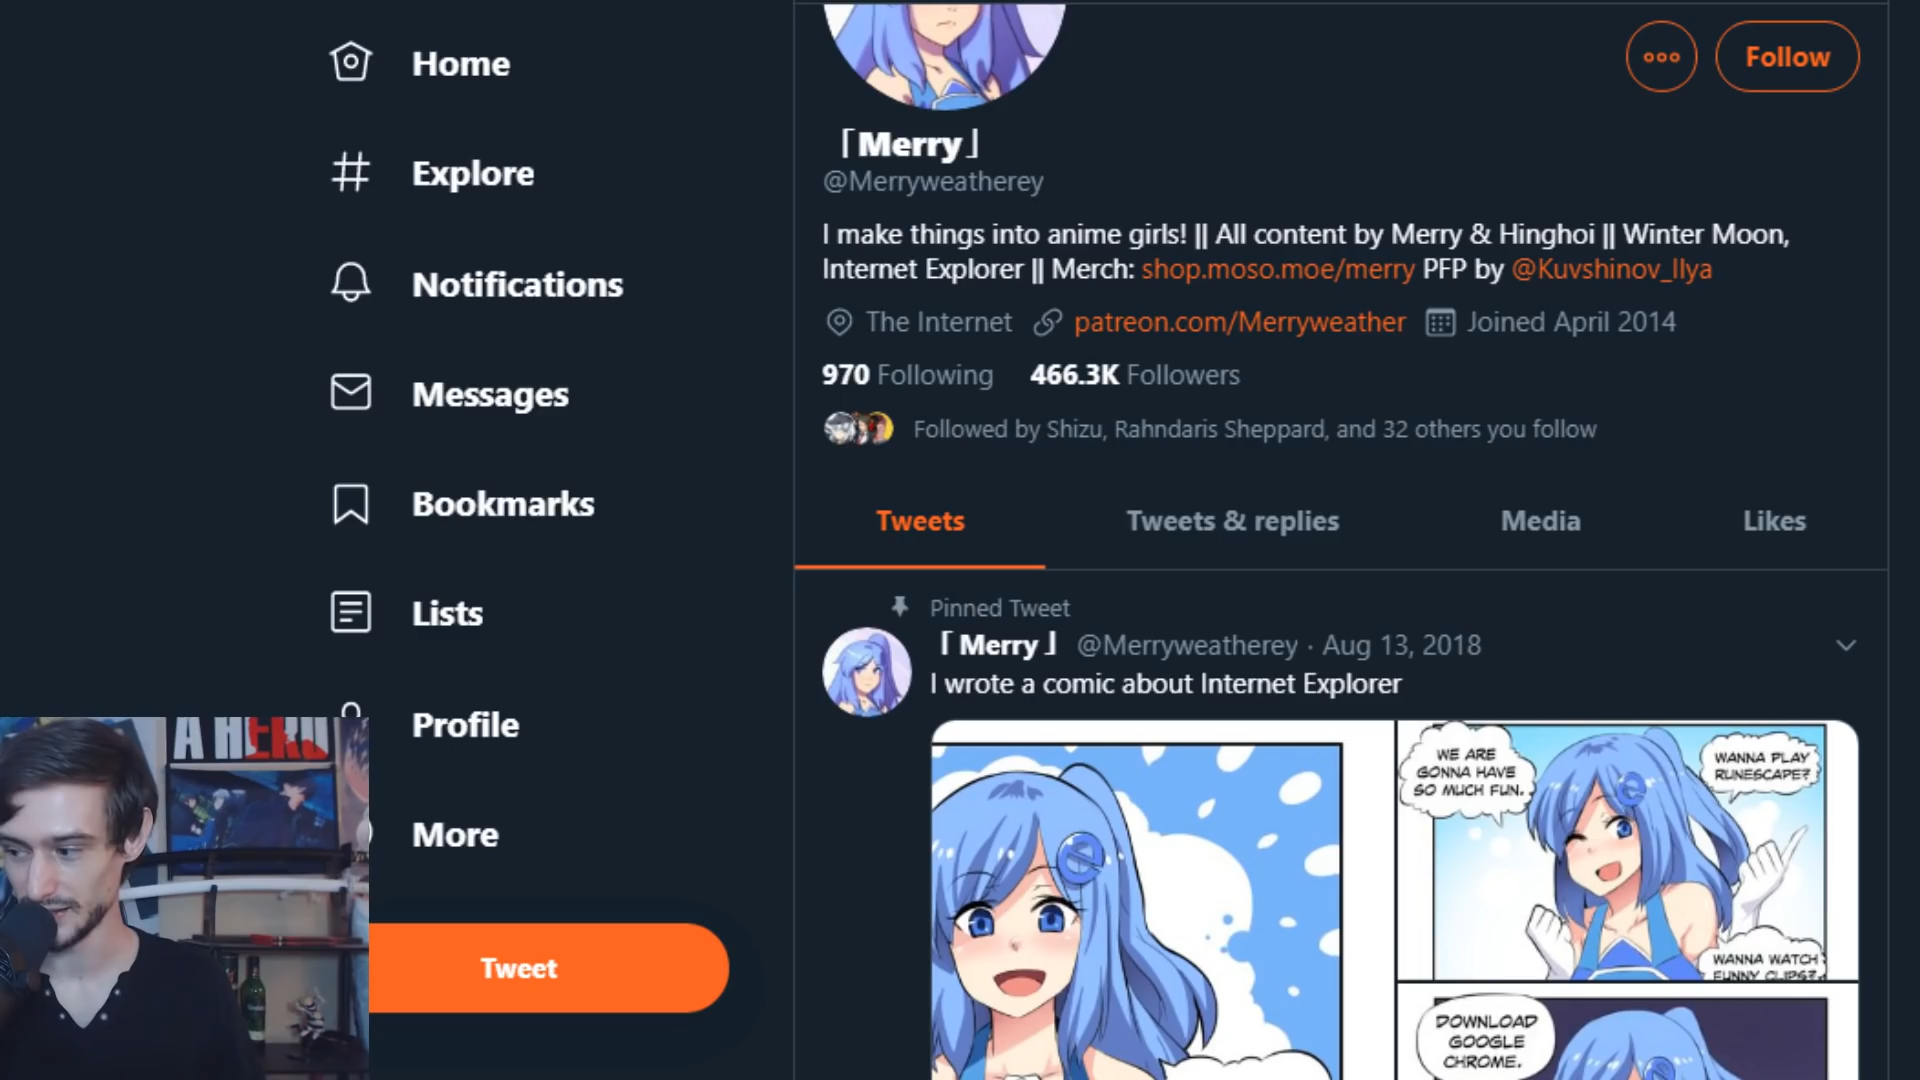 Home
Explore
Notifications
Messages
Bookmarks
Lists
Profile
More
Tweet
A HERO
Follow
「Merry」
@Merryweatherey
I make things into anime girls! || All content by Merry & Hinghoi || Winter Moon,
Internet Explorer || Merch: shop.moso.moe/merry PFP by @Kuvshinov_Ilya
The Internet patreon.com/Merryweather Joined April 2014
970 Following 466.3K Followers
Followed by Shizu, Rahndaris Sheppard, and 32 others you follow
Tweets Tweets & replies Media Likes
Pinned Tweet
「Merry」 @Merryweatherey · Aug 13, 2018
I wrote a comic about Internet Explorer
WE ARE
GONNA HAVE
SO MUCH FUN.
WANNA PLAY
RUNESCAPE?
WANNA WATCH
FUNNY CLIPS?
DOWNLOAD
GOOGLE
CHROME.